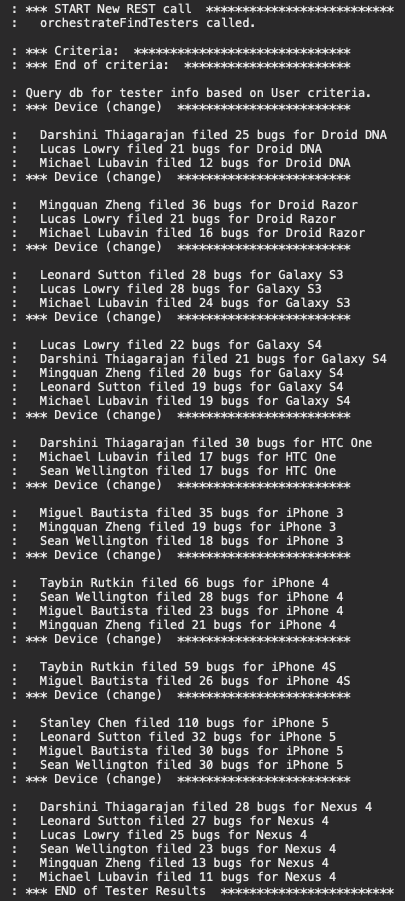 : *** START New REST call  **************************
:   orchestrateFindTesters called.
: *** Criteria:  ******************************
: *** End of criteria:  ***********************
: Query db for tester info based on User criteria.
: *** Device (change)  ************************
:   Darshini Thiagarajan filed 25 bugs for Droid DNA
:   Lucas Lowry filed 21 bugs for Droid DNA
:   Michael Lubavin filed 12 bugs for Droid DNA
: *** Device (change)  ************************
:   Mingquan Zheng filed 36 bugs for Droid Razor
:   Lucas Lowry filed 21 bugs for Droid Razor
:   Michael Lubavin filed 16 bugs for Droid Razor
: *** Device (change)  ************************
:   Leonard Sutton filed 28 bugs for Galaxy S3
:   Lucas Lowry filed 28 bugs for Galaxy S3
:   Michael Lubavin filed 24 bugs for Galaxy S3
: *** Device (change)  ************************
:   Lucas Lowry filed 22 bugs for Galaxy S4
:   Darshini Thiagarajan filed 21 bugs for Galaxy S4
:   Mingquan Zheng filed 20 bugs for Galaxy S4
:   Leonard Sutton filed 19 bugs for Galaxy S4
:   Michael Lubavin filed 19 bugs for Galaxy S4
: *** Device (change)  ************************
:   Darshini Thiagarajan filed 30 bugs for HTC One
:   Michael Lubavin filed 17 bugs for HTC One
:   Sean Wellington filed 17 bugs for HTC One
: *** Device (change)  ************************
:   Miguel Bautista filed 35 bugs for iPhone 3
:   Mingquan Zheng filed 19 bugs for iPhone 3
:   Sean Wellington filed 18 bugs for iPhone 3
: *** Device (change)  ************************
:   Taybin Rutkin filed 66 bugs for iPhone 4
:   Sean Wellington filed 28 bugs for iPhone 4
:   Miguel Bautista filed 23 bugs for iPhone 4
:   Mingquan Zheng filed 21 bugs for iPhone 4
: *** Device (change)  ************************
:   Taybin Rutkin filed 59 bugs for iPhone 4S
:   Miguel Bautista filed 26 bugs for iPhone 4S
: *** Device (change)  ************************
:   Stanley Chen filed 110 bugs for iPhone 5
:   Leonard Sutton filed 32 bugs for iPhone 5
:   Miguel Bautista filed 30 bugs for iPhone 5
:   Sean Wellington filed 30 bugs for iPhone 5
: *** Device (change)  ************************
:   Darshini Thiagarajan filed 28 bugs for Nexus 4
:   Leonard Sutton filed 27 bugs for Nexus 4
:   Lucas Lowry filed 25 bugs for Nexus 4
:   Sean Wellington filed 23 bugs for Nexus 4
:   Mingquan Zheng filed 13 bugs for Nexus 4
:   Michael Lubavin filed 11 bugs for Nexus 4
: *** END of Tester Results  ************************